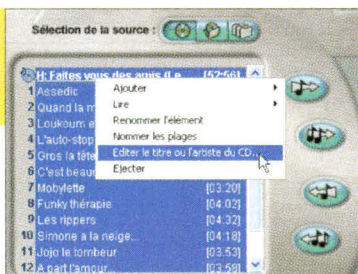 Sélection de la source :
H: Faites vous des amis (Le [52:56]
1 Assedic
2 Quand la m
3 Loukoum e
4 L'auto-stop
5 Gros la tête
6 C'est beau
7 Mobylette [03:20]
8 Funky thérapie [04:02]
9 Les rippers [04:32]
10 Simone a la neige... [04:18]
11 Jojo le tombeur [03:53]
12 A part l'amour... [03:58]
Ajouter
Lire
Renommer l'élément
Nommer les plages
Editer le titre ou l'artiste du CD...
Ejecter